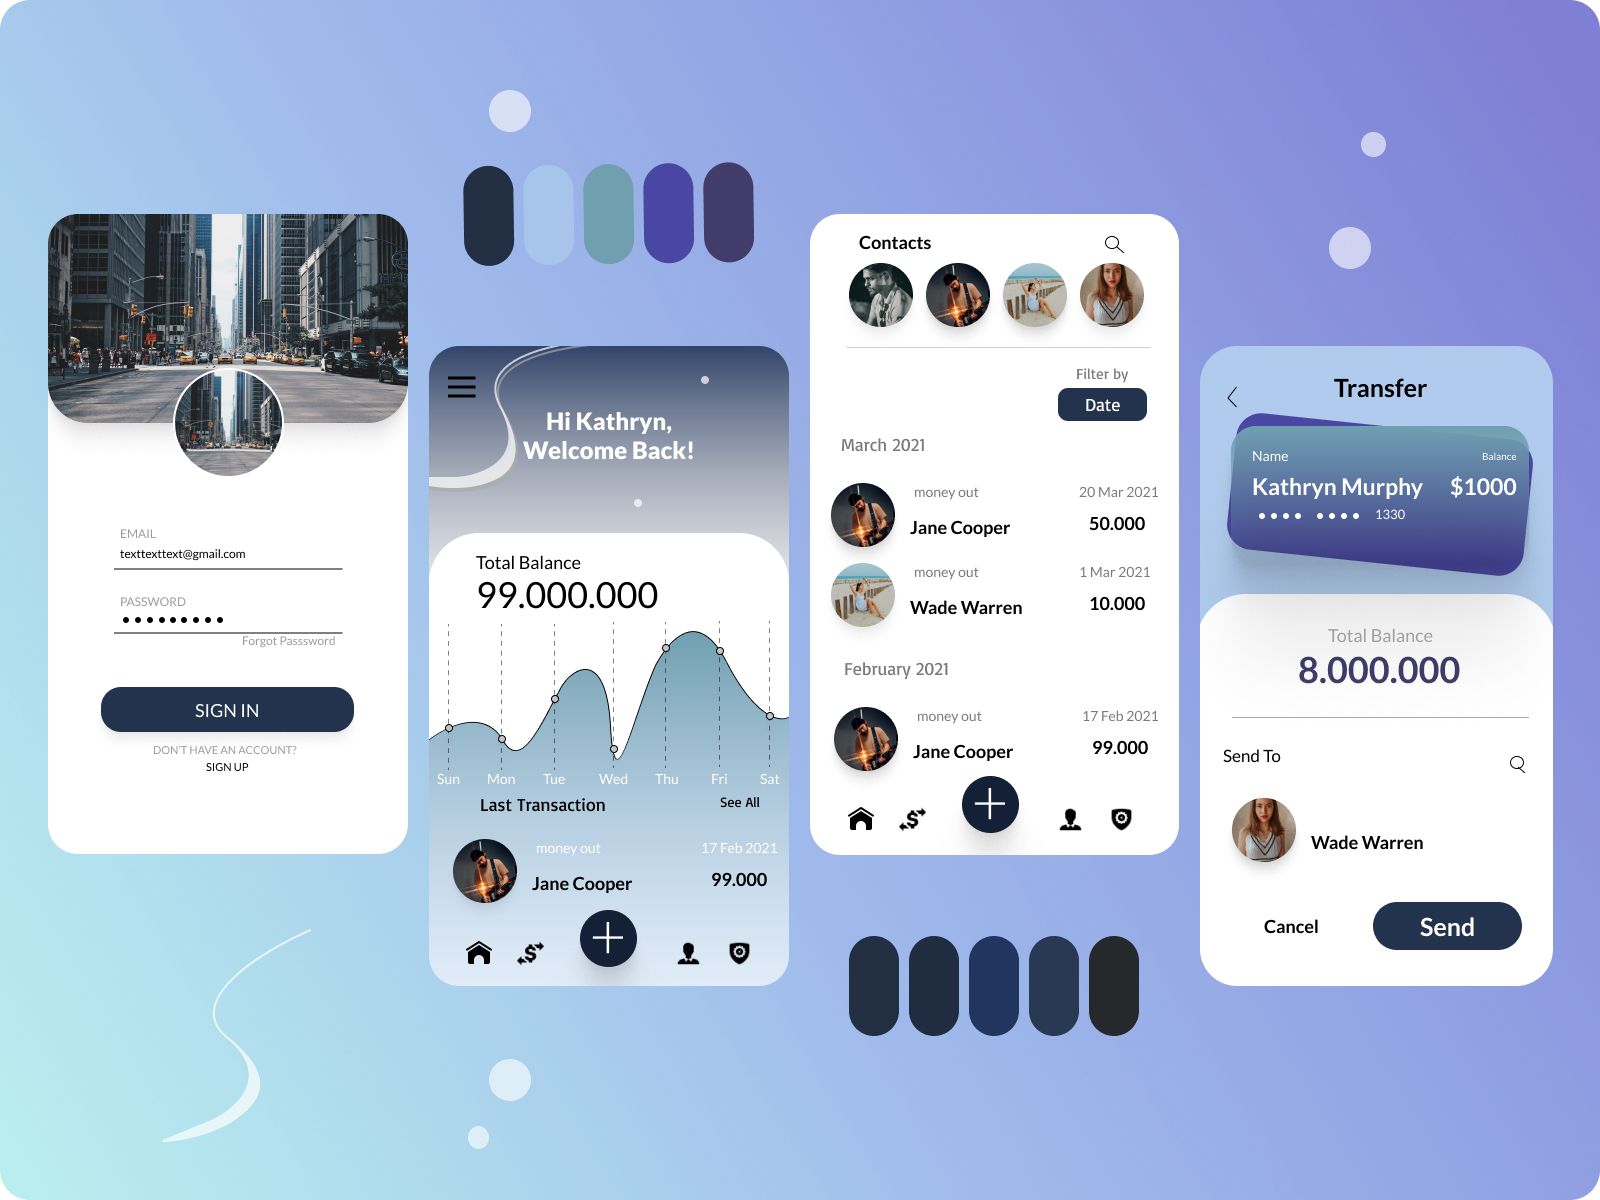 EMAIL
texttexttext@gmail.com
PASSWORD
Forgot Passsword
SIGN IN
DON'T HAVE AN ACCOUNT?
SIGN UP
Hi Kathryn,
Welcome Back!
Total Balance
99.000.000
Sun Mon Tue Wed Thu Fri Sat
Last Transaction See All
money out 17 Feb 2021
Jane Cooper 99.000
Contacts
Filter by
Date
March 2021
money out 20 Mar 2021
Jane Cooper 50.000
money out 1 Mar 2021
Wade Warren 10.000
February 2021
money out 17 Feb 2021
Jane Cooper 99.000
Transfer
Name Balance
Kathryn Murphy $1000
1330
Total Balance
8.000.000
Send To
Wade Warren
Cancel Send